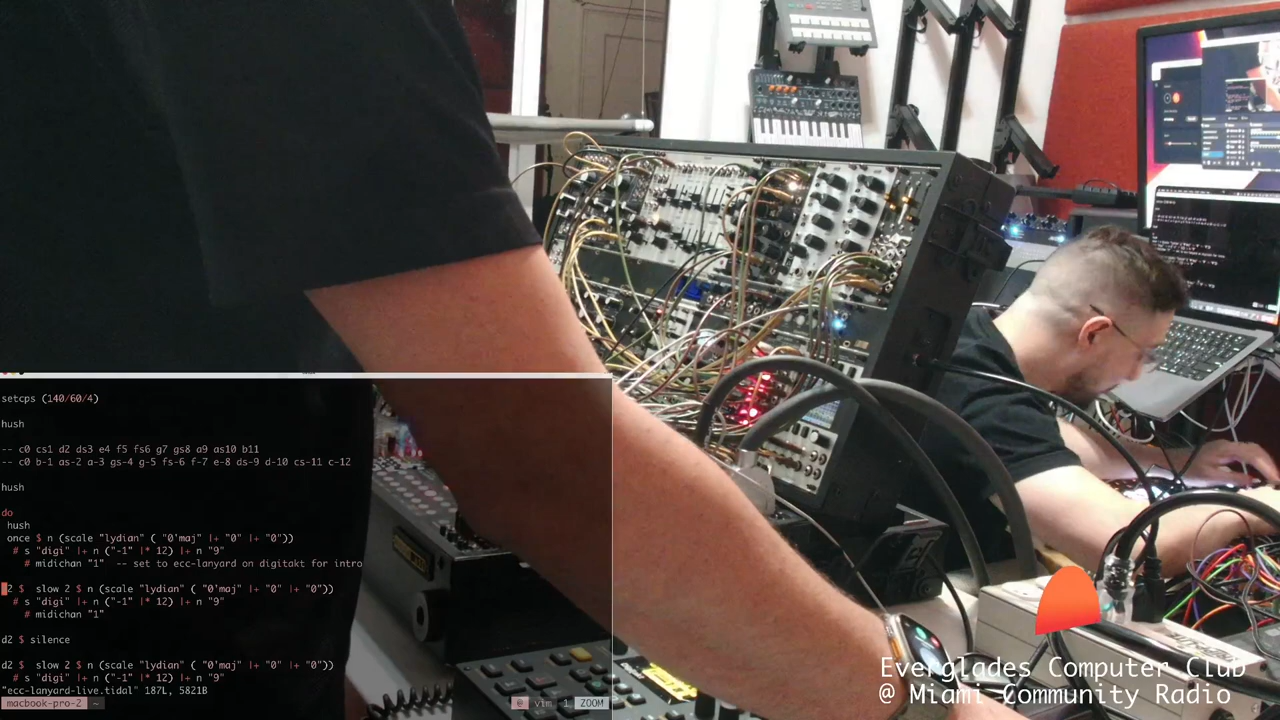 setcps (140/60/4)
hush
-- c0 cs1 d2 ds3 e4 f5 fs6 g7 gs8 a9 as10 b11
-- c0 b-1 as-2 a-3 gs-4 g-5 fs-6 f-7 e-8 ds-9 d-10 cs-11 c-12
hush
do
hush
once $ n (scale "lydian" ( "0'maj" |+ "0" |+ "0"))
# s "digi" |+ n ("-1" |* 12) |+ n "9"
# midichan "1" -- set to ecc-lanyard on digitakt for intro
2 $ slow 2 $ n (scale "lydian" ( "0'maj" |+ "0" |+ "0"))
# s "digi" |+ n ("-1" |* 12) |+ n "9"
# midichan "1"
d2 $ silence
d2 $ slow 2 $ n (scale "lydian" ( "0'maj" |+ "0" |+ "0"))
# s "digi" |+ n ("-1" |* 12) |+ n "9"
"ecc-lanyard-live.tidal" 187L, 5821B
macbook-pro-2 ~ @ vim 1 ZOOM
Everglades Computer Club
@ Miami Community Radio